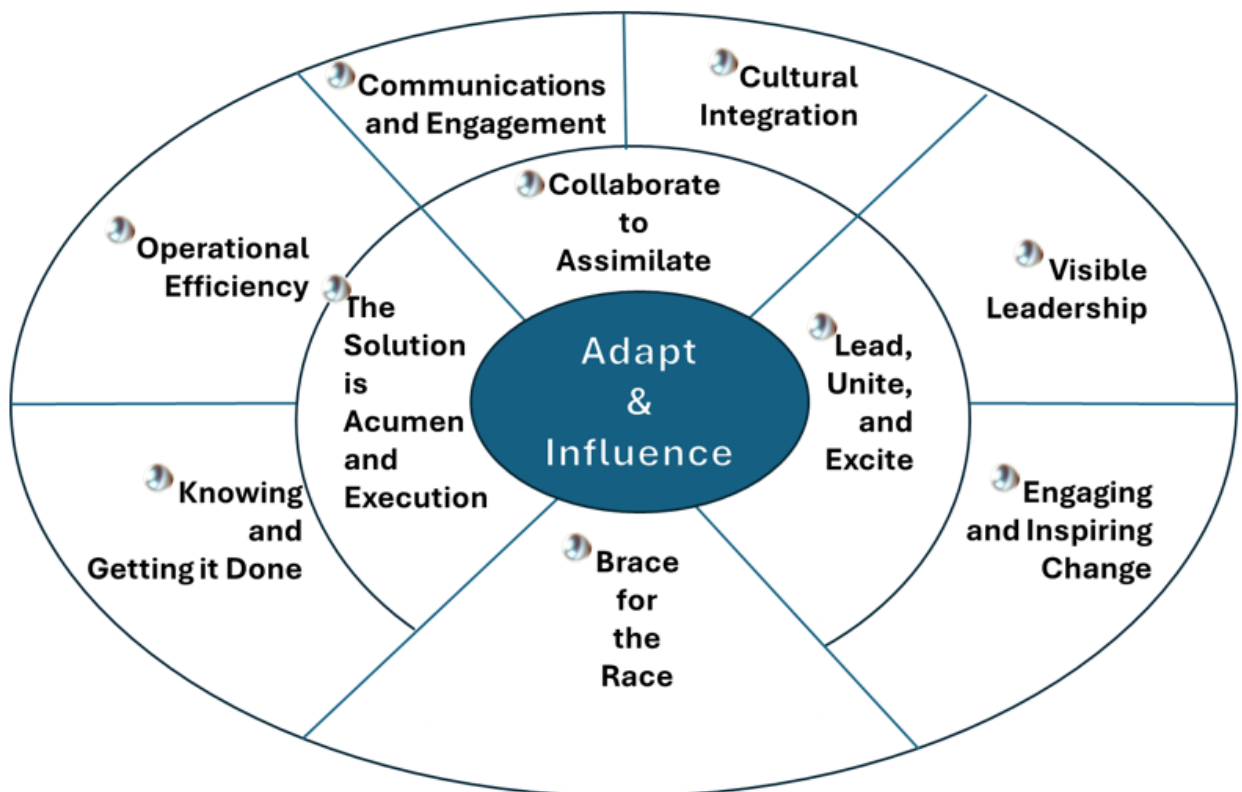 Communications
and Engagement
Cultural
Integration
Collaborate
to
Assimilate
Operational
Efficiency
Visible
Leadership
The
Solution
is
Acumen
and
Execution
Adapt
&
Influence
Lead,
Unite,
and
Excite
Knowing
and
Getting it Done
Engaging
and Inspiring
Change
Brace
for
the
Race